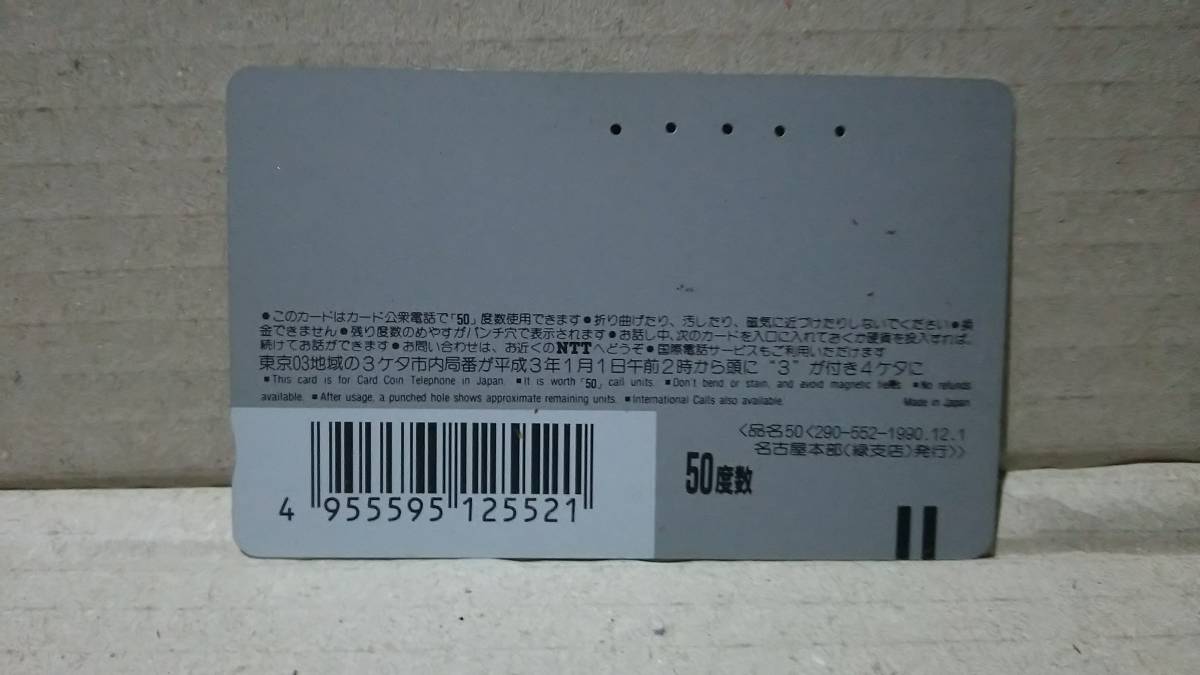 ●このカードはカード公衆電話で「50」度数使用できます●折り曲げたり、汚したり、磁気に近づけたりしないでください●換
金できません●残り度数のめやすがパンチ穴で表示されます●お話し中、次のカードを入口に入れておくか硬貨を投入すれば、
続けてお話ができます●お問い合わせは、お近くのNTTへどうぞ●国際電話サービスもご利用いただけます
東京03地域の3ケタ市内局番が平成3年1月1日午前2時から頭に“3”が付き4ケタに
■This card is for Card Coin Telephone in Japan. ■It is worth「50」call units. ■Don't bend or stain, and avoid magnetic fields. ■No refunds
available. ■After usage, a punched hole shows approximate remaining units. ■International Calls also available. Made in Japan
〈品名50〈290-552-1990.12.1
名古屋本部〈緑支店〉発行〉〉
50度数
4 955595 125521